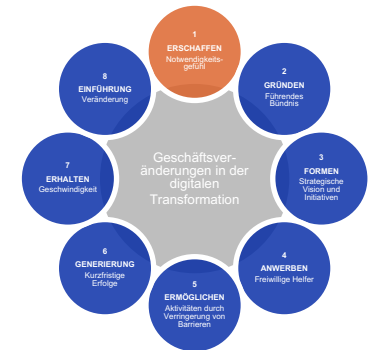 1
ERSCHAFFEN
Notwendigkeits-
gefühl
2
GRÜNDEN
Führendes
Bündnis
3
FORMEN
Strategische
Vision und
Initiativen
4
ANWERBEN
Freiwillige Helfer
5
ERMÖGLICHEN
Aktivitäten durch
Verringerung von
Barrieren
6
GENERIERUNG
Kurzfristige
Erfolge
7
ERHALTEN
Geschwindigkeit
8
EINFÜHRUNG
Veränderung
Geschäftsver-
änderungen in der
digitalen
Transformation